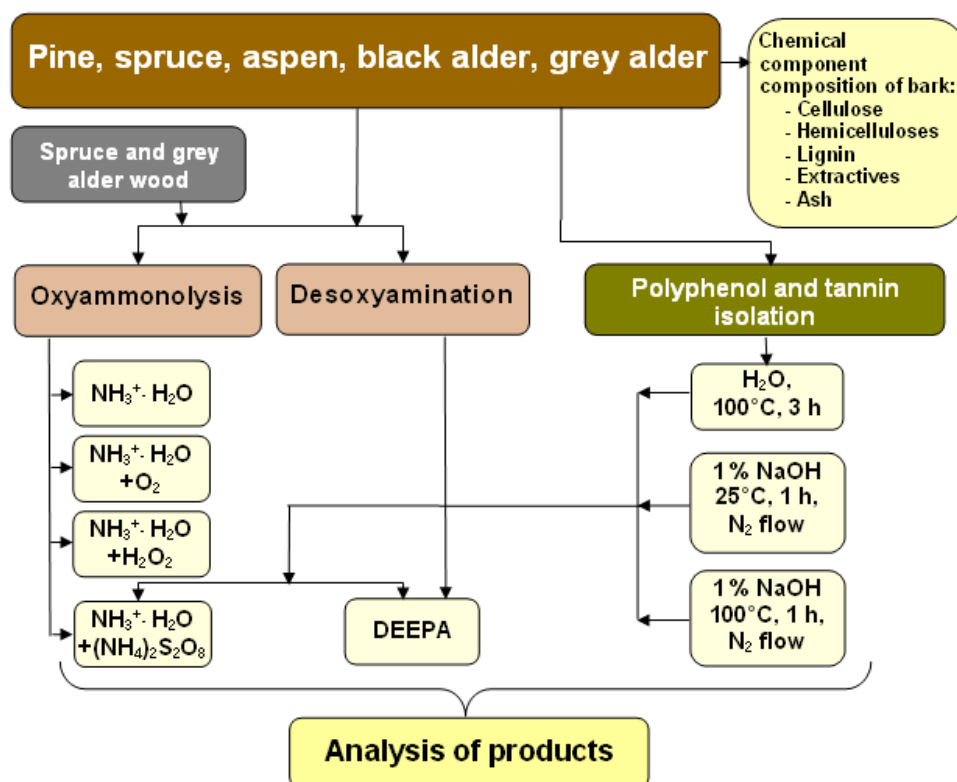 Pine, spruce, aspen, black alder, grey alder
Chemical
component
composition of bark:
- Cellulose
- Hemicelluloses
- Lignin
- Extractives
- Ash
Spruce and grey
alder wood
Oxyammonolysis
Desoxyamination
Polyphenol and tannin
isolation
NH₃⁺· H₂O
NH₃⁺· H₂O
+O₂
NH₃⁺· H₂O
+H₂O₂
NH₃⁺· H₂O
+(NH₄)₂S₂O₈
DEEPA
H₂O,
100°C, 3 h
1% NaOH
25°C, 1 h,
N₂ flow
1% NaOH
100°C, 1 h,
N₂ flow
Analysis of products